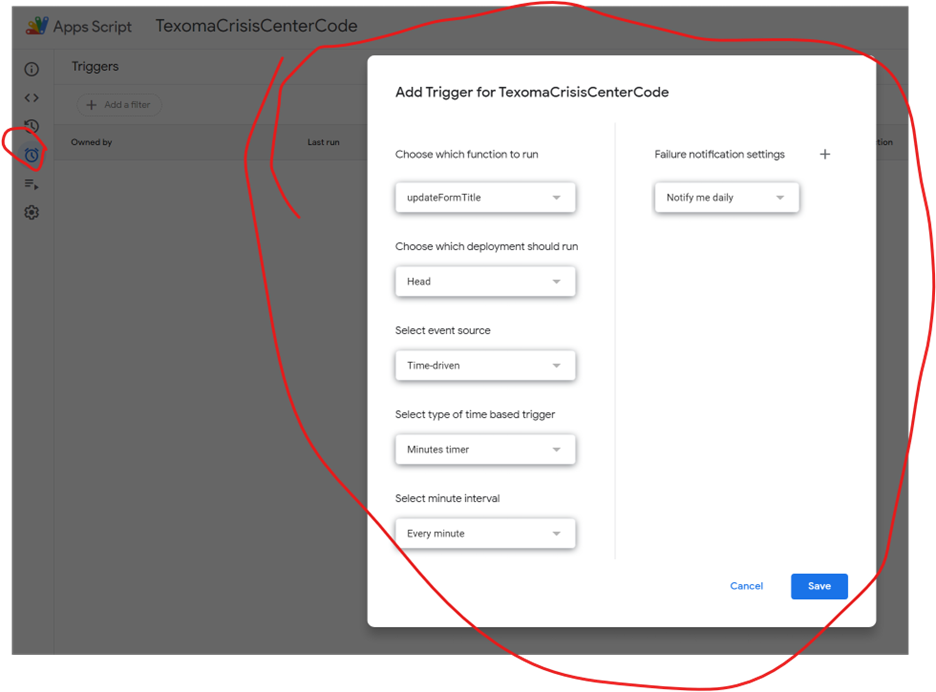 Apps Script TexomaCrisisCenterCode
Triggers
Add a filter
Owned by Last run tion
Add Trigger for TexomaCrisisCenterCode
Choose which function to run
updateFormTitle
Choose which deployment should run
Head
Select event source
Time-driven
Select type of time based trigger
Minutes timer
Select minute interval
Every minute
Failure notification settings
Notify me daily
Cancel Save